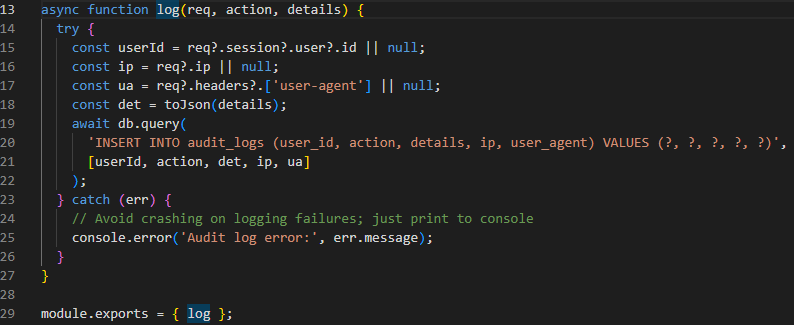 13 async function log(req, action, details) {
14 try {
15 const userId = req?.session?.user?.id || null;
16 const ip = req?.ip || null;
17 const ua = req?.headers?.['user-agent'] || null;
18 const det = toJson(details);
19 await db.query(
20 'INSERT INTO audit_logs (user_id, action, details, ip, user_agent) VALUES (?, ?, ?, ?, ?)',
21 [userId, action, det, ip, ua]
22 );
23 } catch (err) {
24 // Avoid crashing on logging failures; just print to console
25 console.error('Audit log error:', err.message);
26 }
27 }
28
29 module.exports = { log };